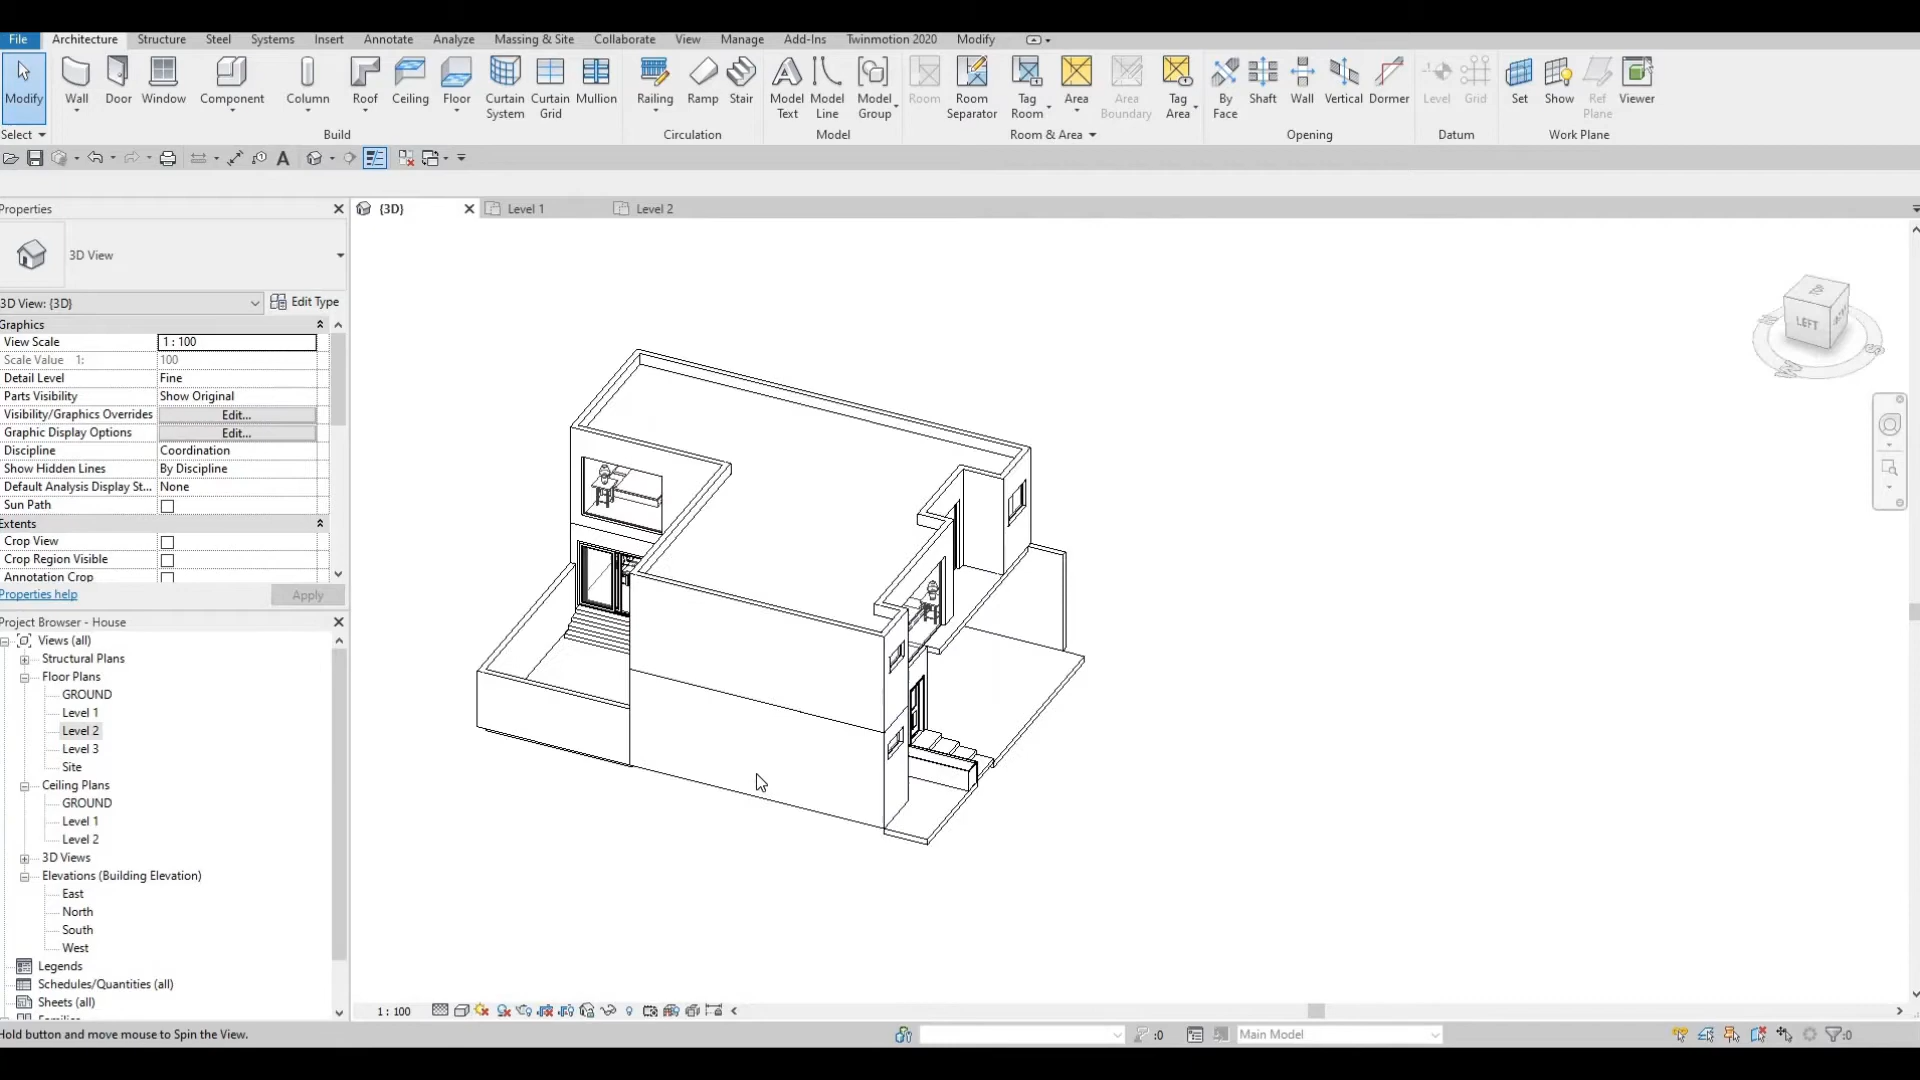 File Architecture Structure Steel Systems Insert Annotate Analyze Massing & Site Collaborate View Manage Add-Ins Twinmotion 2020 Modify
Modify Wall Door Window Component Column Roof Ceiling Floor Curtain System Curtain Grid Mullion Railing Ramp Stair Model Text Model Line Model Group Room Room Separator Tag Room Area Area Boundary Tag Area By Face Shaft Wall Vertical Dormer Level Grid Set Show Ref Plane Viewer
Select Build Circulation Model Room & Area Opening Datum Work Plane
Properties
{3D} Level 1 Level 2
3D View
3D View: {3D} Edit Type
Graphics
View Scale 1 : 100
Scale Value 1: 100
Detail Level Fine
Parts Visibility Show Original
Visibility/Graphics Overrides Edit...
Graphic Display Options Edit...
Discipline Coordination
Show Hidden Lines By Discipline
Default Analysis Display St... None
Sun Path
Extents
Crop View
Crop Region Visible
Annotation Crop
Properties help Apply
Project Browser - House
Views (all)
Structural Plans
Floor Plans
GROUND
Level 1
Level 2
Level 3
Site
Ceiling Plans
GROUND
Level 1
Level 2
3D Views
Elevations (Building Elevation)
East
North
South
West
Legends
Schedules/Quantities (all)
Sheets (all)
LEFT
W
1 : 100
Hold button and move mouse to Spin the View.
:0
Main Model
:0